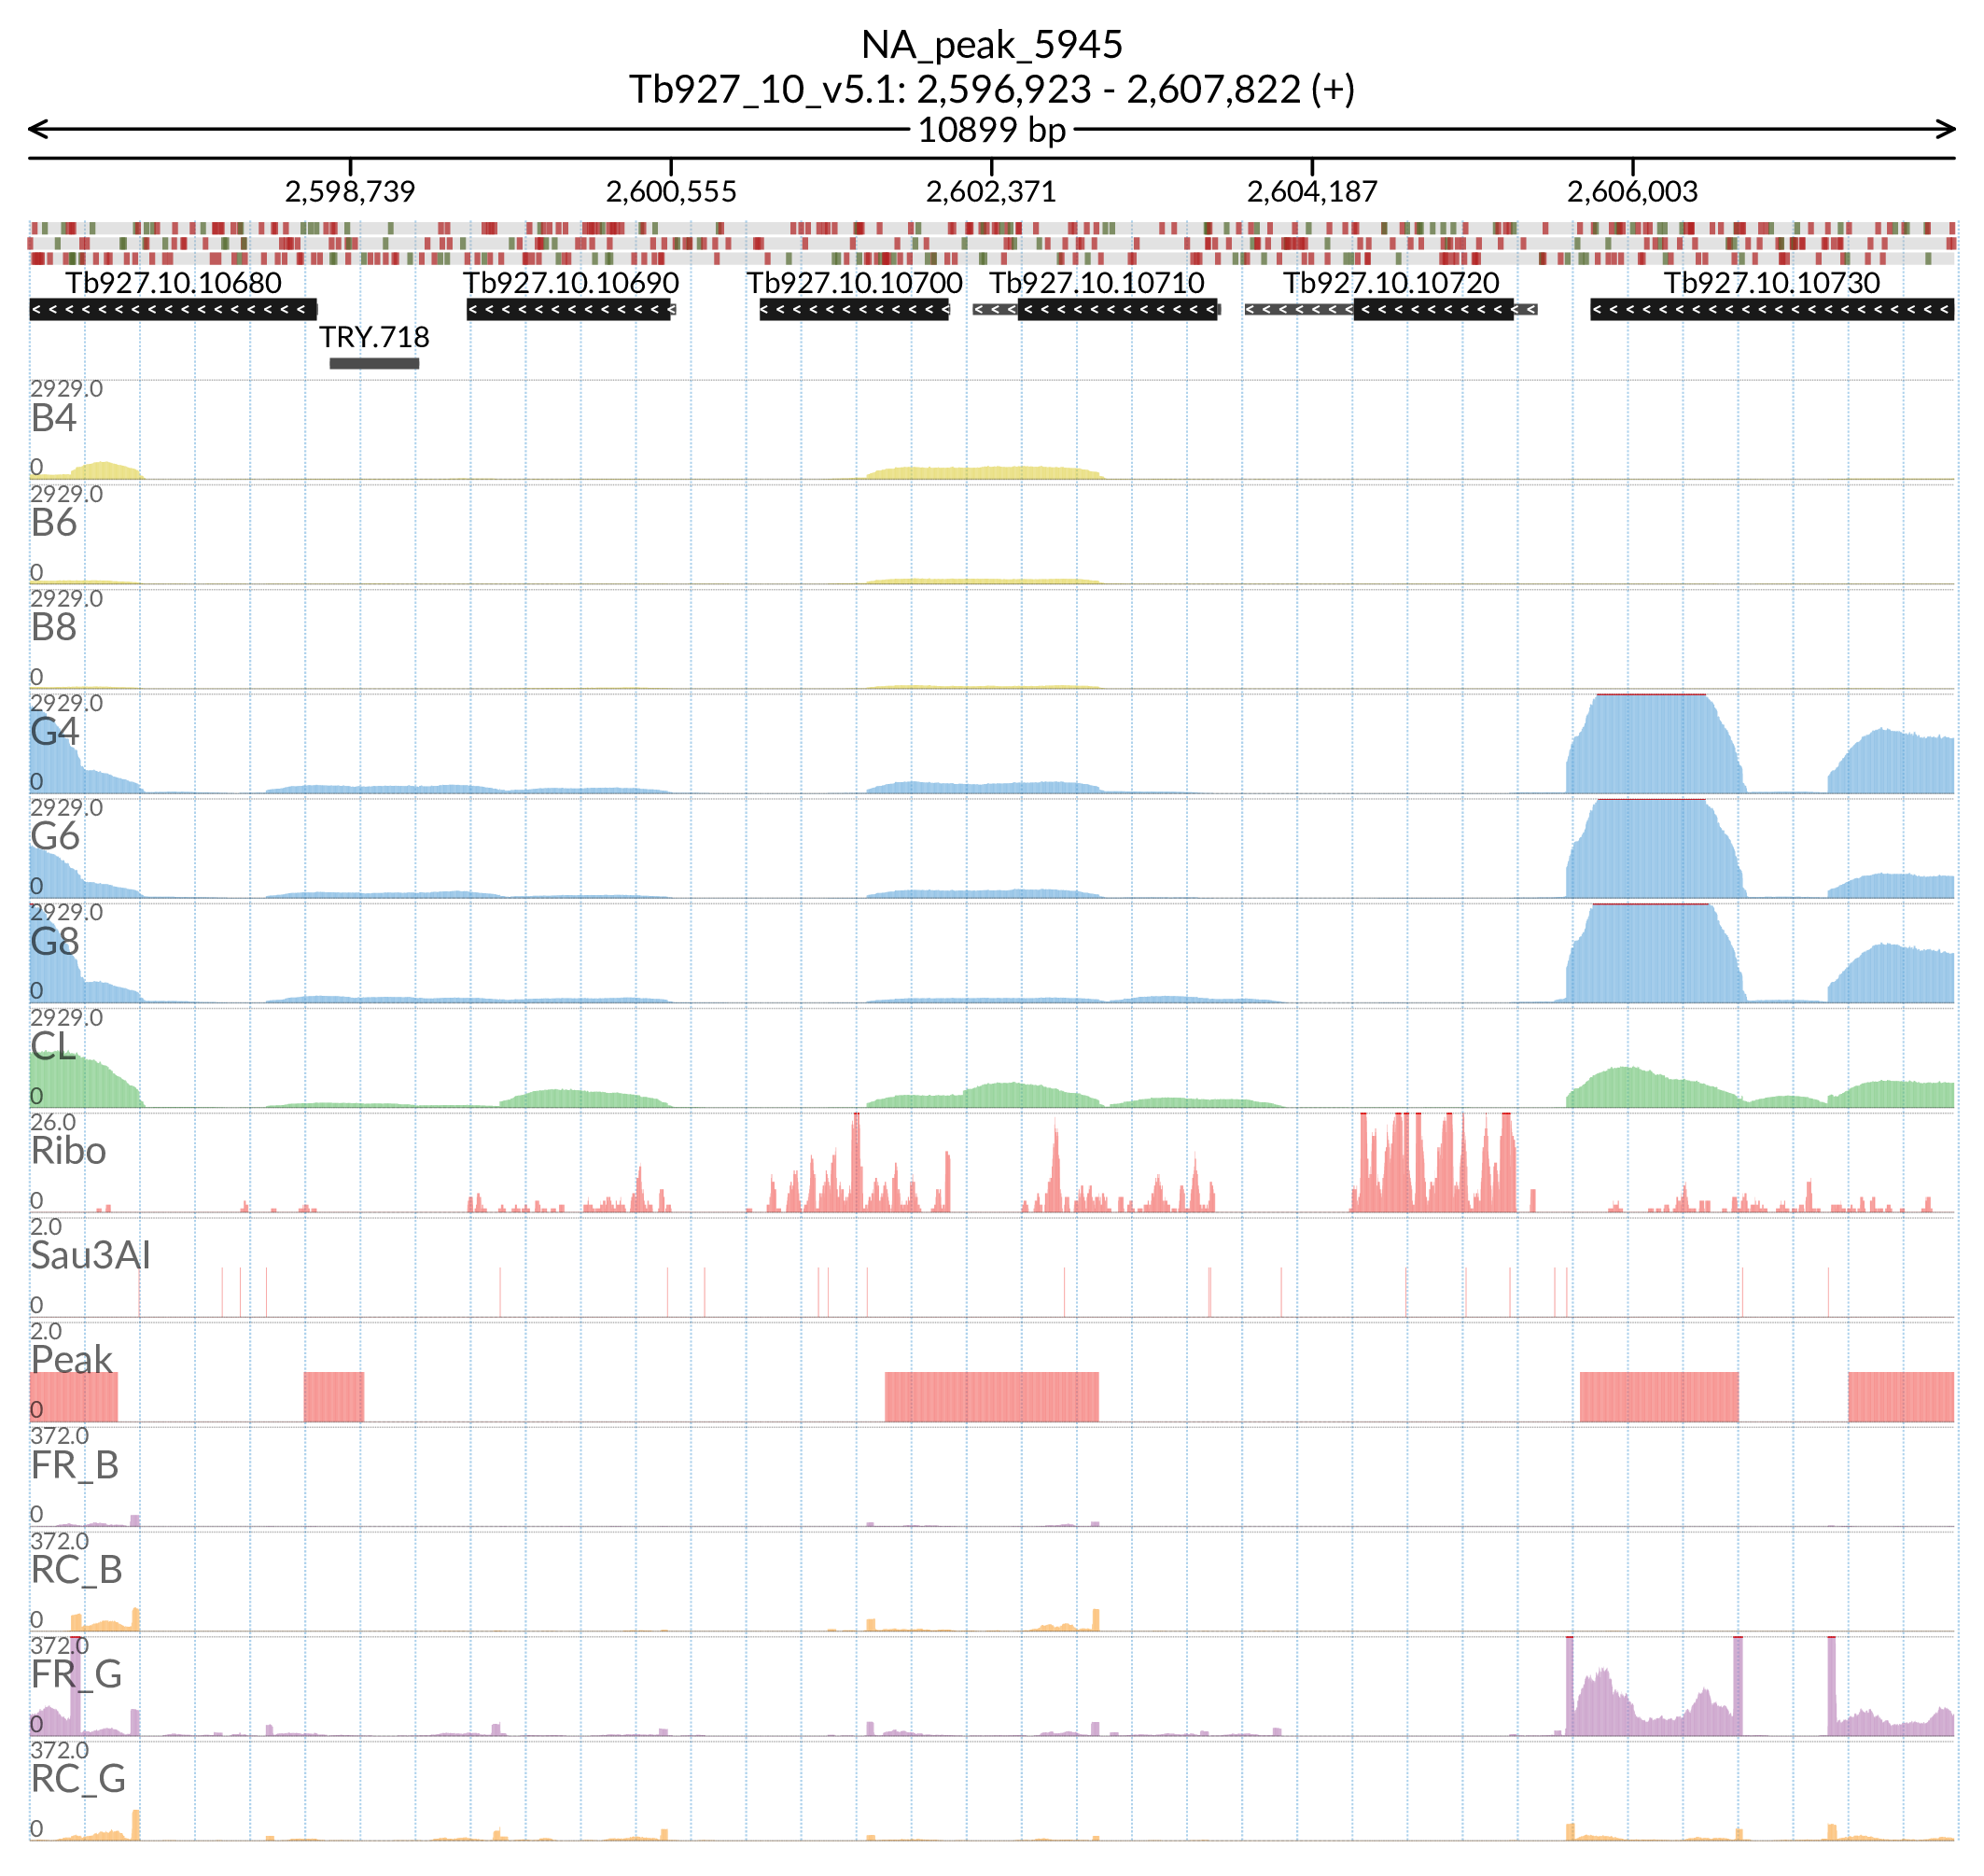 NA_peak_5945
Tb927_10_v5.1: 2,596,923 - 2,607,822 (+)
10899 bp
2,598,739 2,600,555 2,602,371 2,604,187 2,606,003
Tb927.10.10680 Tb927.10.10690 Tb927.10.10700 Tb927.10.10710 Tb927.10.10720 Tb927.10.10730
TRY.718
2929.0
B4
0
2929.0
B6
0
2929.0
B8
0
2929.0
G4
0
2929.0
G6
0
2929.0
G8
0
2929.0
CL
0
26.0
Ribo
0
2.0
Sau3AI
0
2.0
Peak
0
372.0
FR_B
0
372.0
RC_B
0
372.0
FR_G
0
372.0
RC_G
0